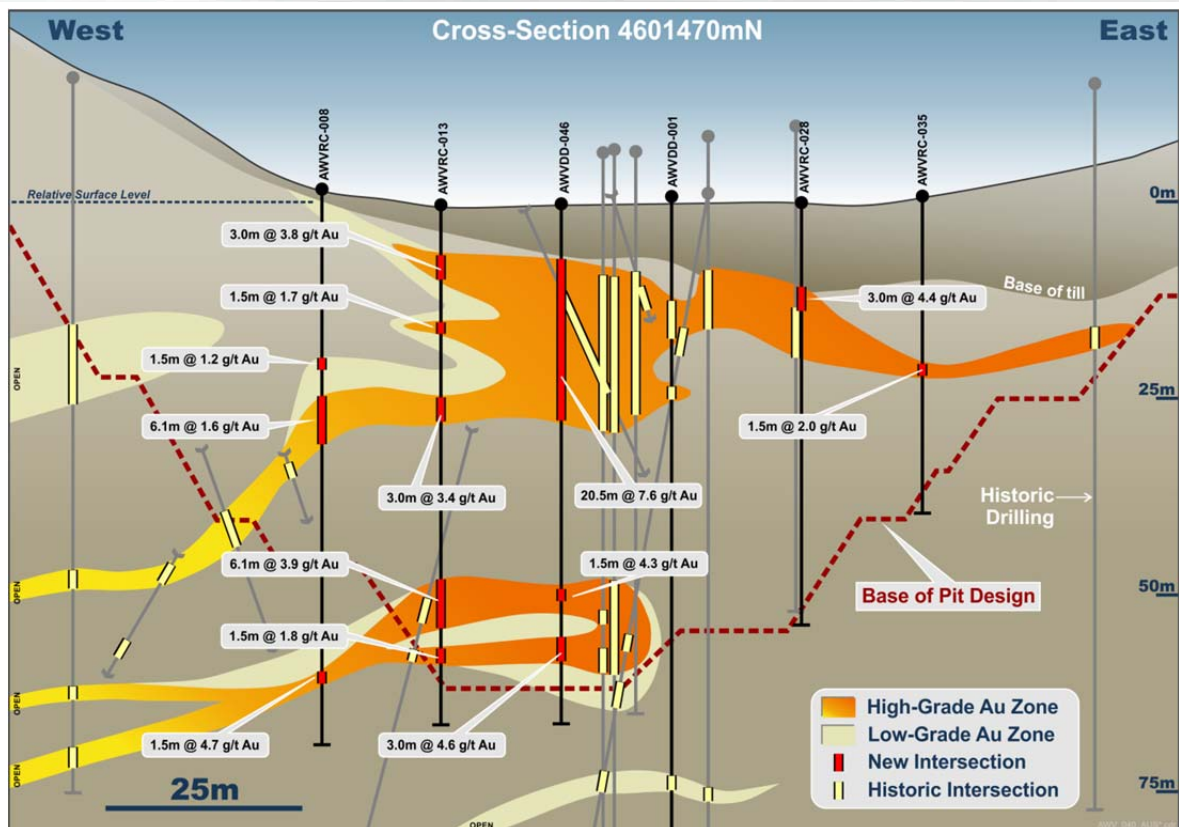 West
Cross-Section 4601470mN
East
AWVRC-008
AWVRC-013
AWVDD-046
AWVDD-001
AWVRC-028
AWVRC-035
Relative Surface Level
0m
3.0m @ 3.8 g/t Au
1.5m @ 1.7 g/t Au
3.0m @ 4.4 g/t Au
Base of till
1.5m @ 1.2 g/t Au
OPEN
25m
6.1m @ 1.6 g/t Au
1.5m @ 2.0 g/t Au
3.0m @ 3.4 g/t Au
20.5m @ 7.6 g/t Au
Historic
Drilling
6.1m @ 3.9 g/t Au
1.5m @ 4.3 g/t Au
OPEN
50m
Base of Pit Design
1.5m @ 1.8 g/t Au
OPEN
1.5m @ 4.7 g/t Au
3.0m @ 4.6 g/t Au
OPEN
25m
OPEN
High-Grade Au Zone
Low-Grade Au Zone
New Intersection
Historic Intersection
75m